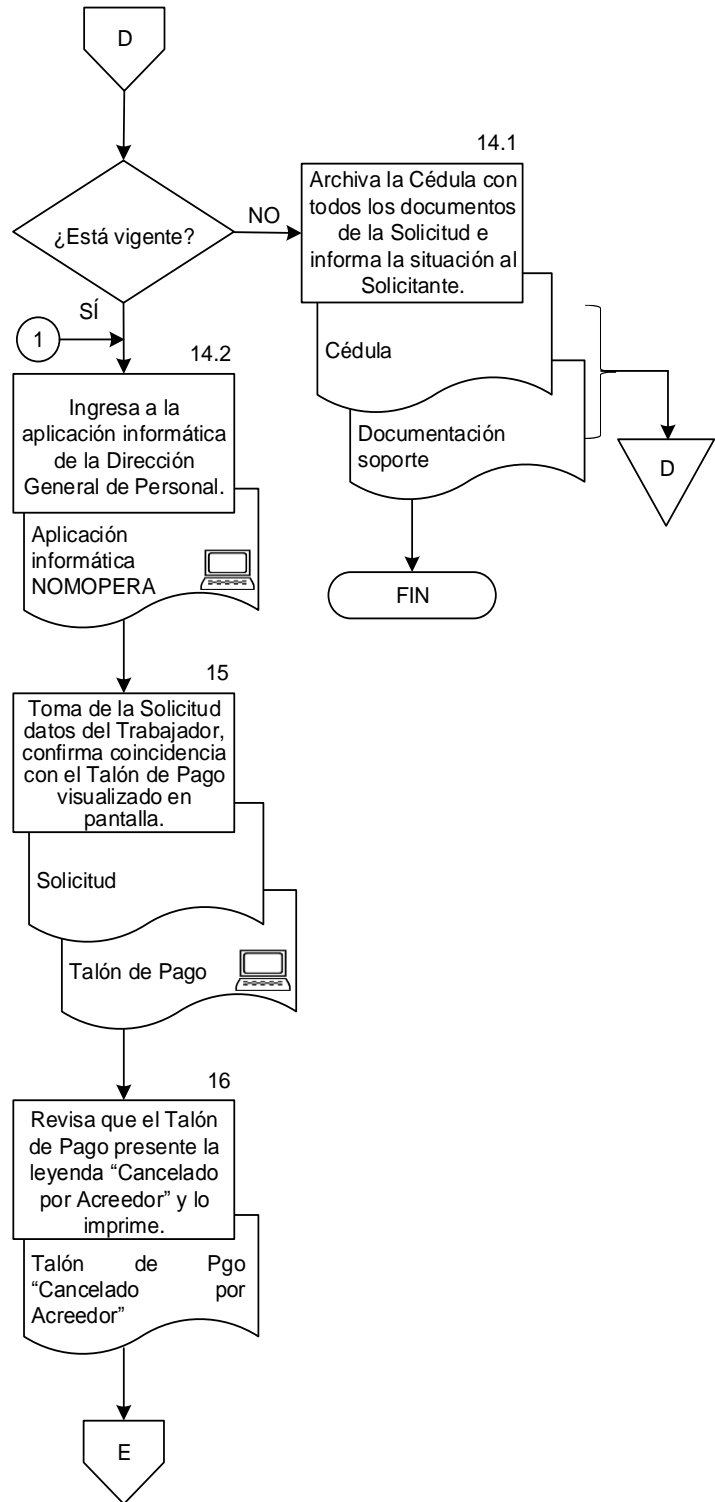 D
¿Está vigente?
NO
14.1
Archiva la Cédula con
todos los documentos
de la Solicitud e
informa la situación al
Solicitante.
Cédula
Documentación
soporte
D
FIN
SÍ
1
14.2
Ingresa a la
aplicación informática
de la Dirección
General de Personal.
Aplicación
informática
NOMOPERA
15
Toma de la Solicitud
datos del Trabajador,
confirma coincidencia
con el Talón de Pago
visualizado en
pantalla.
Solicitud
Talón de Pago
16
Revisa que el Talón
de Pago presente la
leyenda “Cancelado
por Acreedor” y lo
imprime.
Talón de Pgo
“Cancelado por
Acreedor”
E